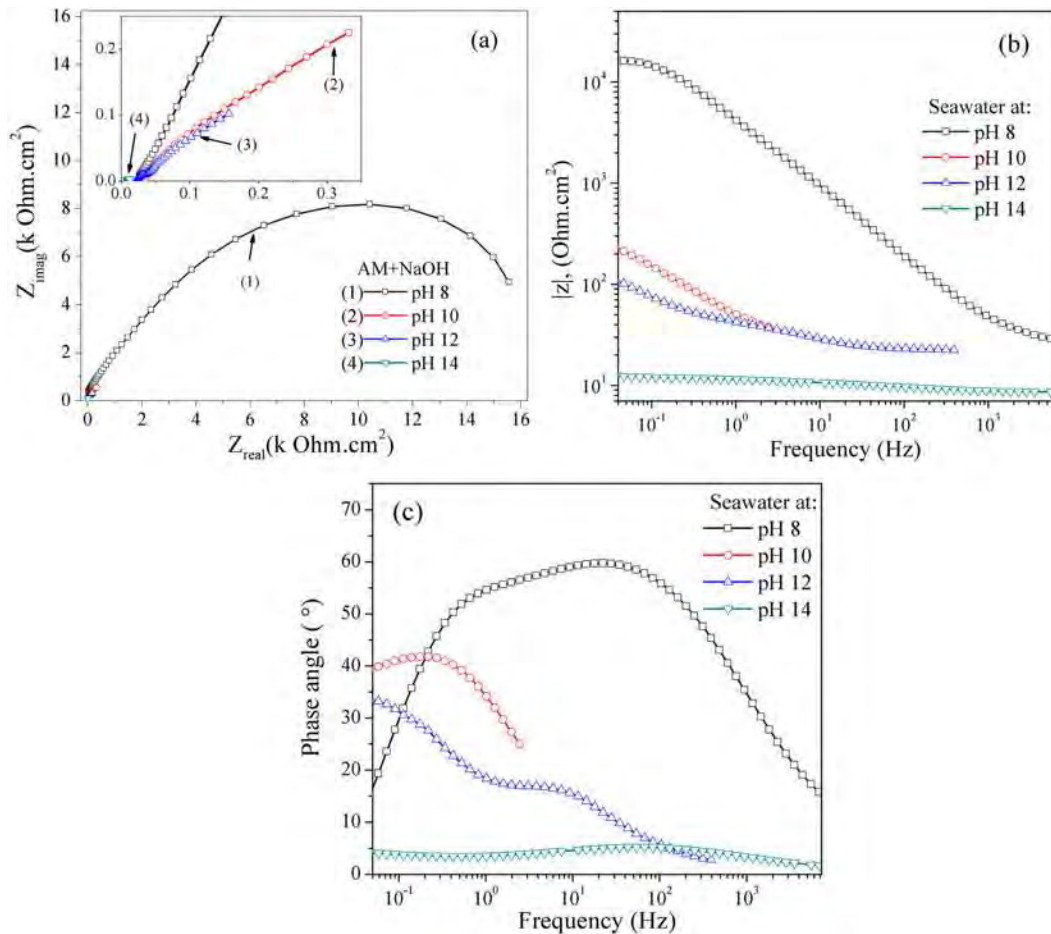 (a)
16
14
12
10
8
6
4
2
0
Z_imag(k Ohm.cm²)
0.2
0.1
0.0
0.0 0.1 0.2 0.3
(4)
(3)
(2)
(1)
AM+NaOH
(1) pH 8
(2) pH 10
(3) pH 12
(4) pH 14
0 2 4 6 8 10 12 14 16
Z_real(k Ohm.cm²)
(b)
10⁴
10³
10²
10¹
|z|, (Ohm.cm²)
Seawater at:
pH 8
pH 10
pH 12
pH 14
10⁻¹ 10⁰ 10¹ 10² 10³
Frequency (Hz)
(c)
70
60
50
40
30
20
10
0
Phase angle ( °)
Seawater at:
pH 8
pH 10
pH 12
pH 14
10⁻¹ 10⁰ 10¹ 10² 10³
Frequency (Hz)